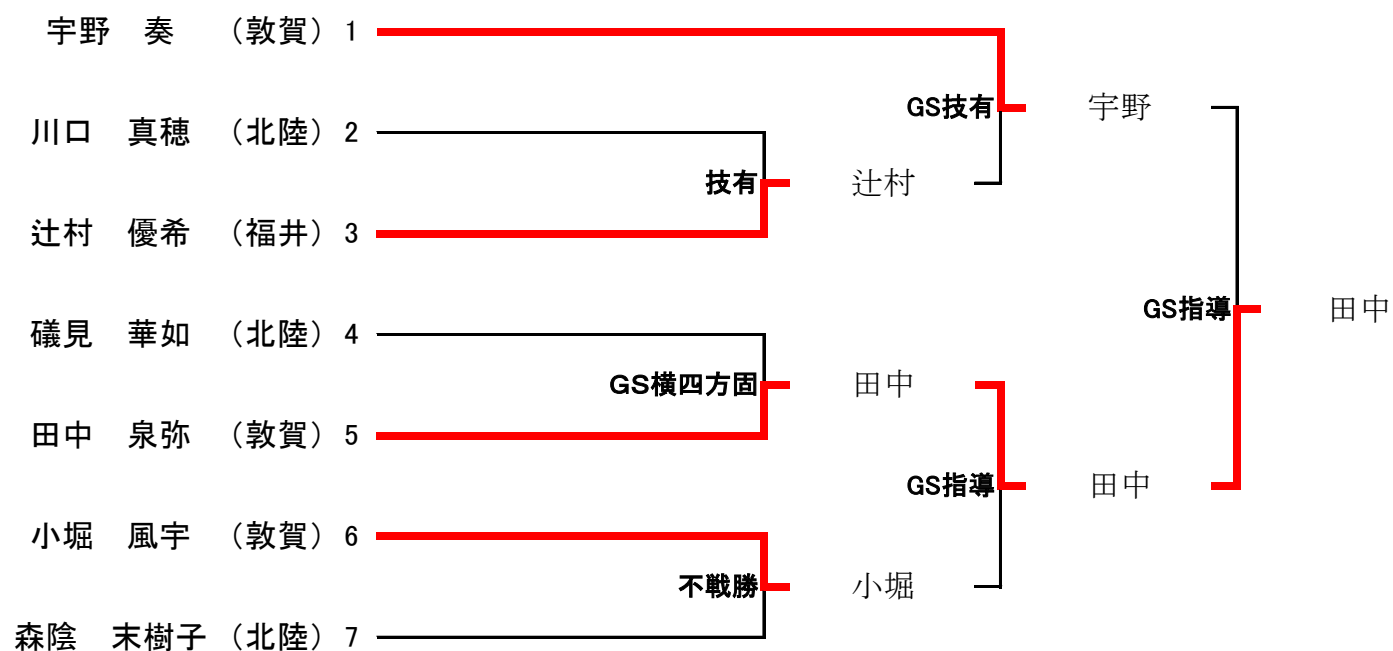 宇野　奏　（敦賀）1
GS技有　宇野
川口　真穂　（北陸）2
技有　辻村
辻村　優希　（福井）3
GS指導　田中
礒見　華如　（北陸）4
GS横四方固　田中
田中　泉弥　（敦賀）5
GS指導　田中
小堀　風宇　（敦賀）6
不戦勝　小堀
森陰　末樹子（北陸）7